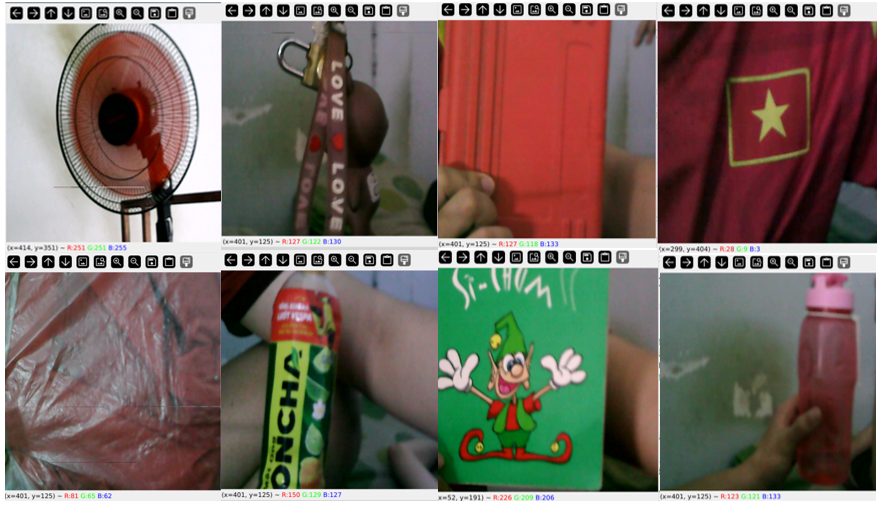 LOVE
LOVE
(x=414, y=351) ~ R:251 G:251 B:255
(x=401, y=125) ~ R:127 G:122 B:130
(x=401, y=125) ~ R:127 G:118 B:133
(x=299, y=404) ~ R:28 G:9 B:3
ONCHA
(x=401, y=125) ~ R:81 G:65 B:62
(x=401, y=125) ~ R:150 G:129 B:127
(x=52, y=191) ~ R:226 G:209 B:206
(x=401, y=125) ~ R:123 G:121 B:133